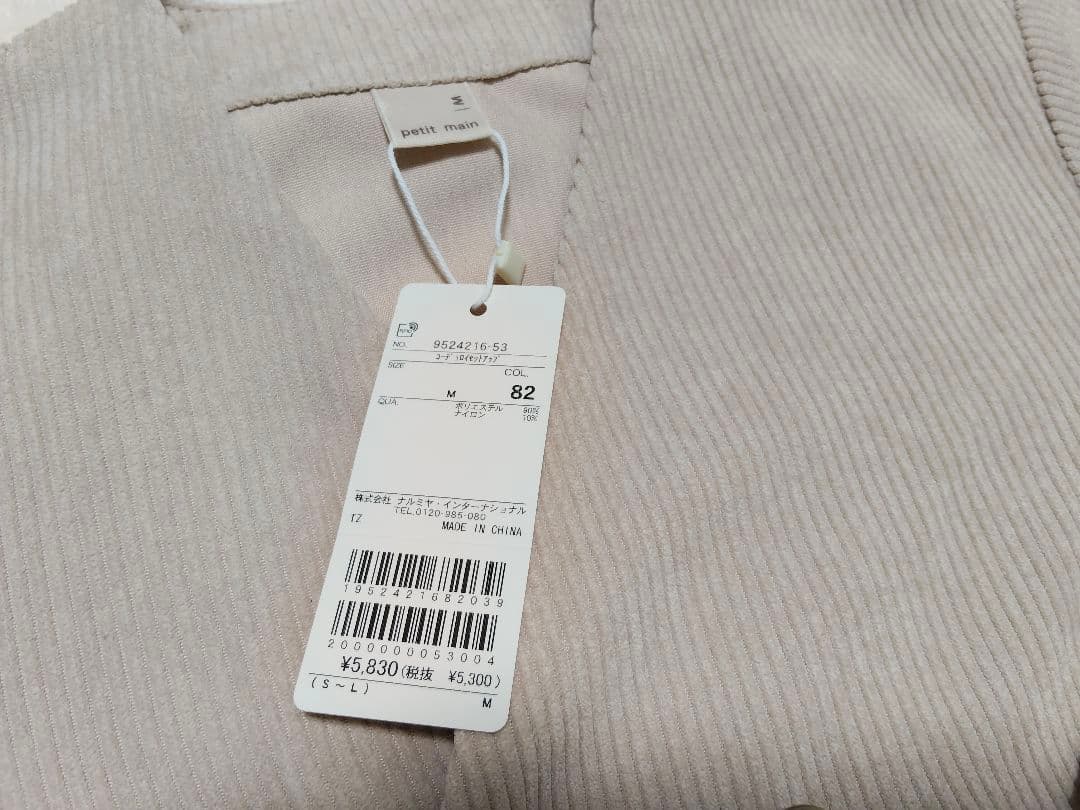 M
petit main
NO. 9524216-53
コーデュロイセットアップ
SIZE COL.
M 82
QUA. ポリエステル 90%
ナイロン 10%
株式会社 ナルミヤ・インターナショナル
TEL.0120-985-080
TZ MADE IN CHINA
1952421682039
2000000053004
¥5,830(税抜 ¥5,300)
(S～L)
M